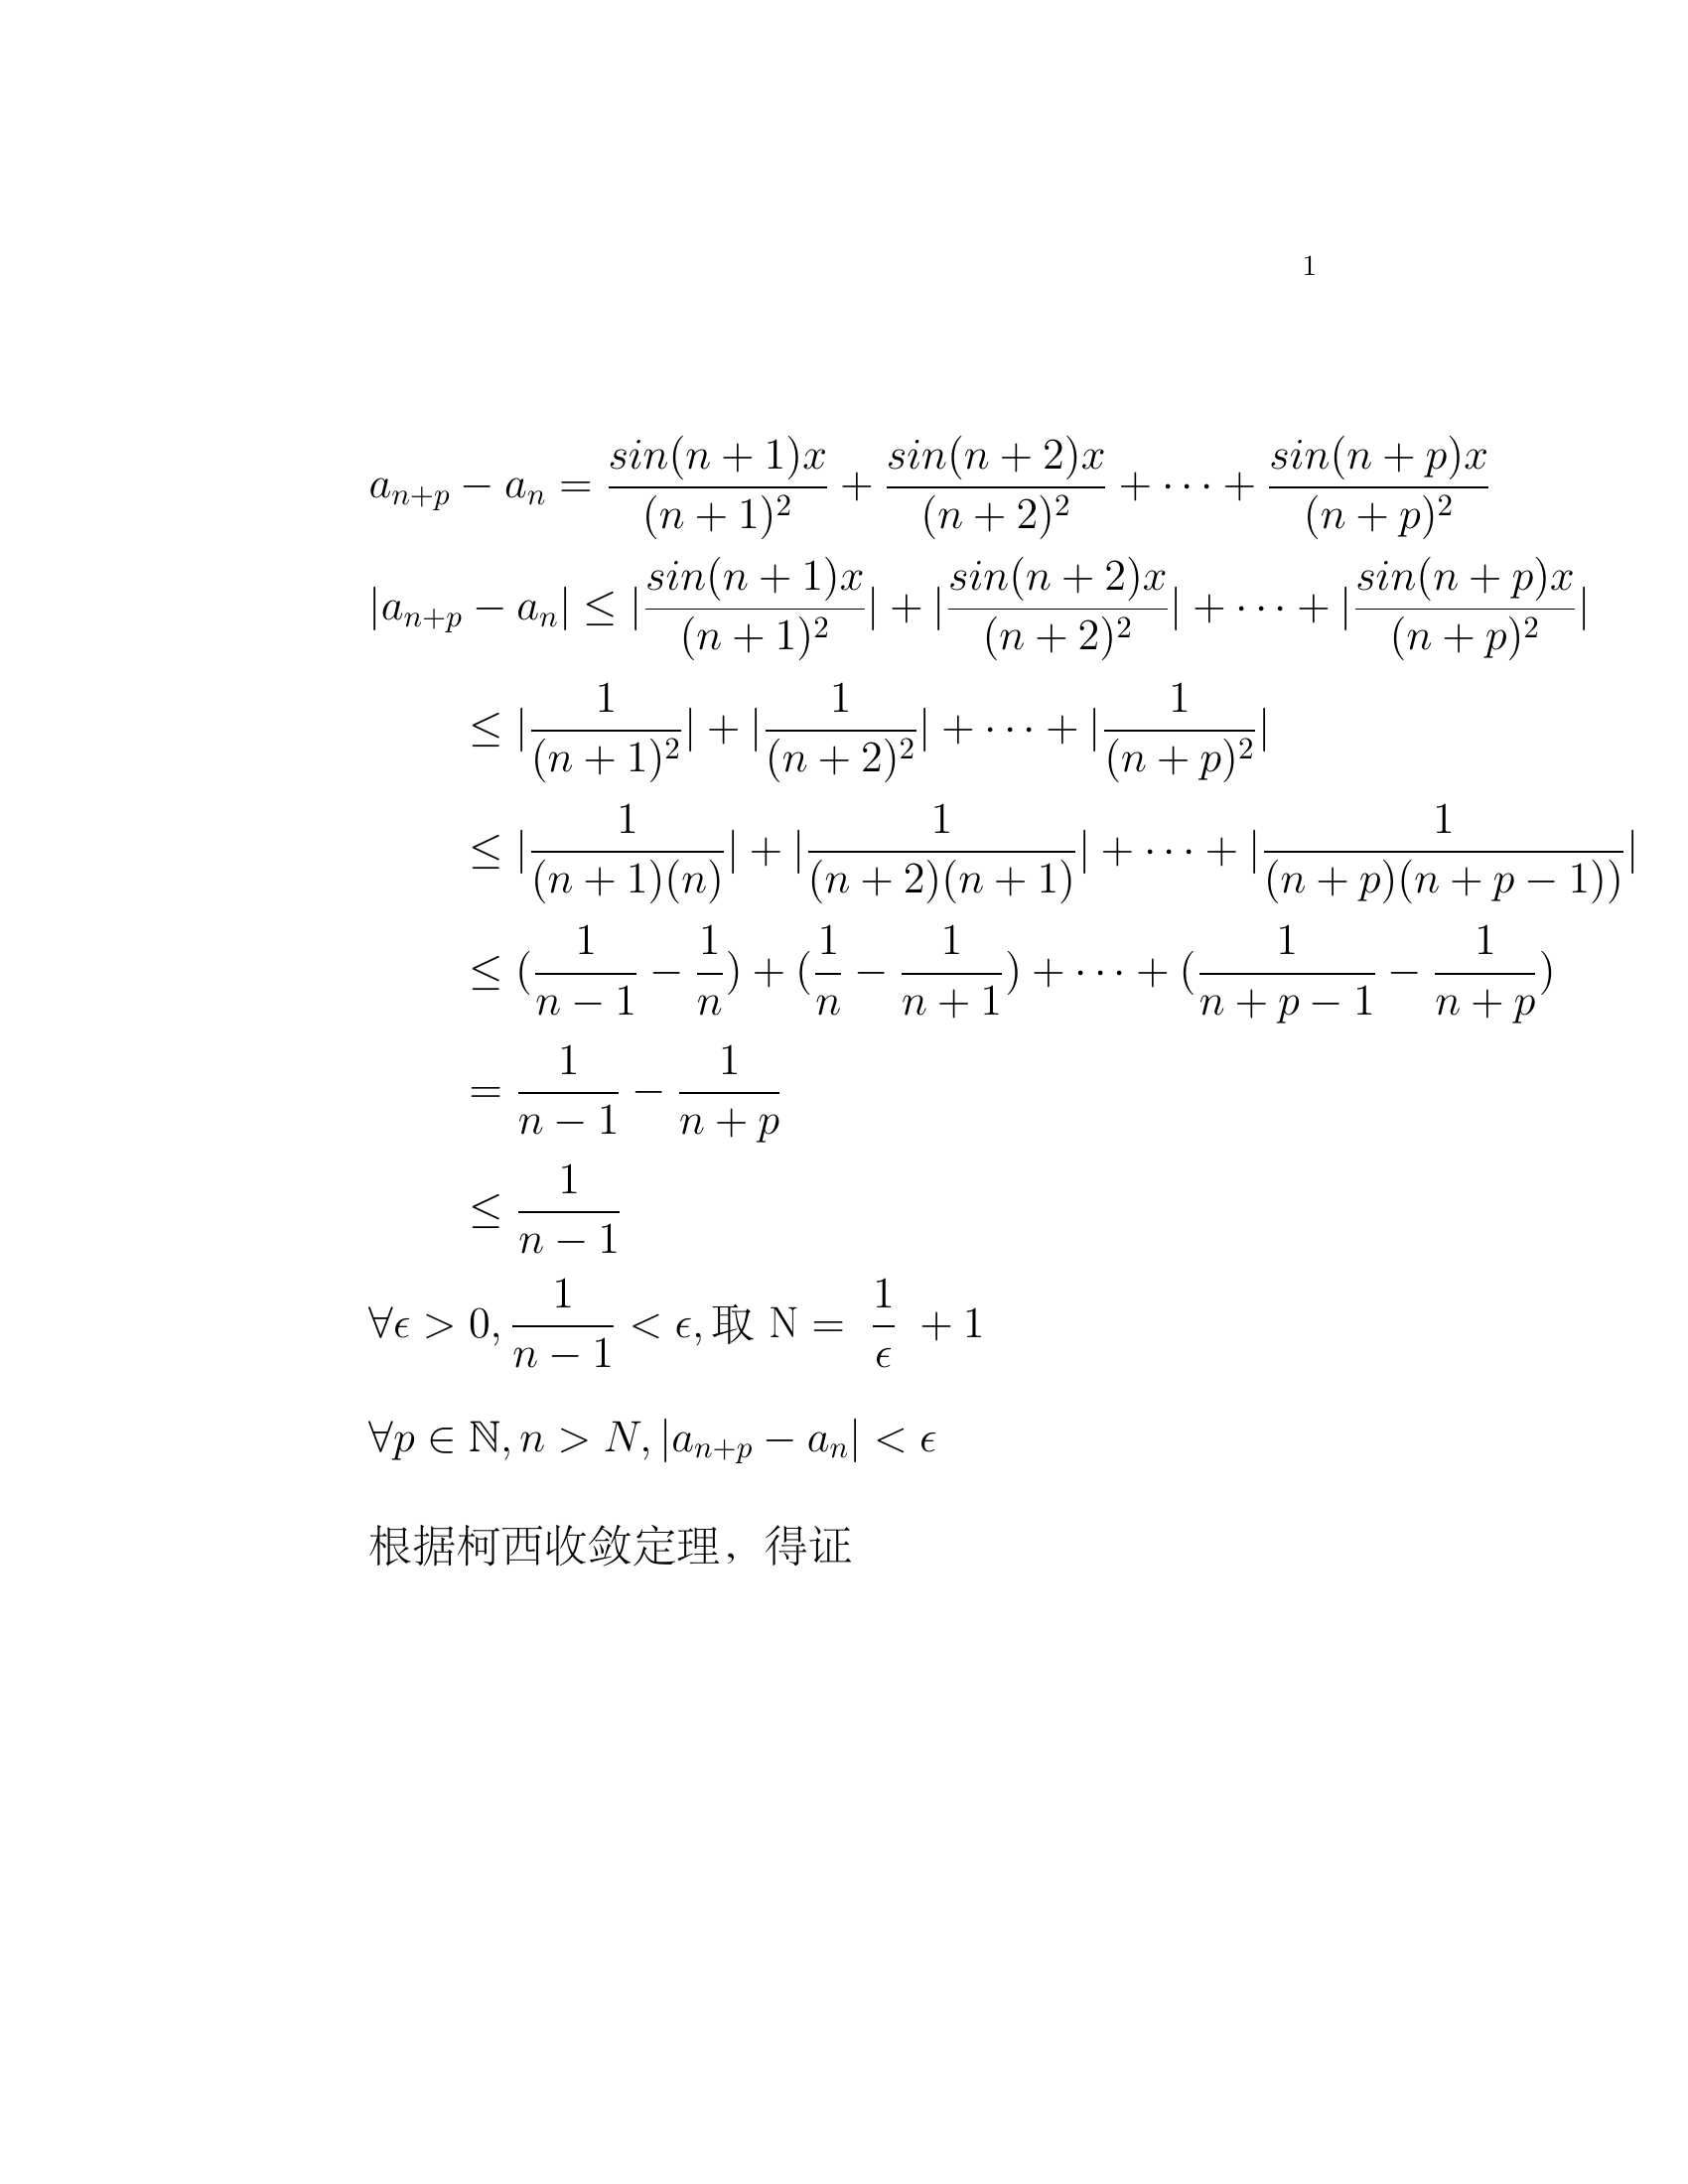 1
$a_{n+p} - a_n = \frac{sin(n+1)x}{(n+1)^2} + \frac{sin(n+2)x}{(n+2)^2} + \cdots + \frac{sin(n+p)x}{(n+p)^2}$
$|a_{n+p} - a_n| \leq |\frac{sin(n+1)x}{(n+1)^2}| + |\frac{sin(n+2)x}{(n+2)^2}| + \cdots + |\frac{sin(n+p)x}{(n+p)^2}|$
$\leq |\frac{1}{(n+1)^2}| + |\frac{1}{(n+2)^2}| + \cdots + |\frac{1}{(n+p)^2}|$
$\leq |\frac{1}{(n+1)(n)}| + |\frac{1}{(n+2)(n+1)}| + \cdots + |\frac{1}{(n+p)(n+p-1))}|$
$\leq (\frac{1}{n-1} - \frac{1}{n}) + (\frac{1}{n} - \frac{1}{n+1}) + \cdots + (\frac{1}{n+p-1} - \frac{1}{n+p})$
$= \frac{1}{n-1} - \frac{1}{n+p}$
$\leq \frac{1}{n-1}$
$\forall \epsilon > 0, \frac{1}{n-1} < \epsilon,$取 N = $\frac{1}{\epsilon}$ + 1
$\forall p \in \mathbb{N}, n > N, |a_{n+p} - a_n| < \epsilon$
根据柯西收敛定理，得证